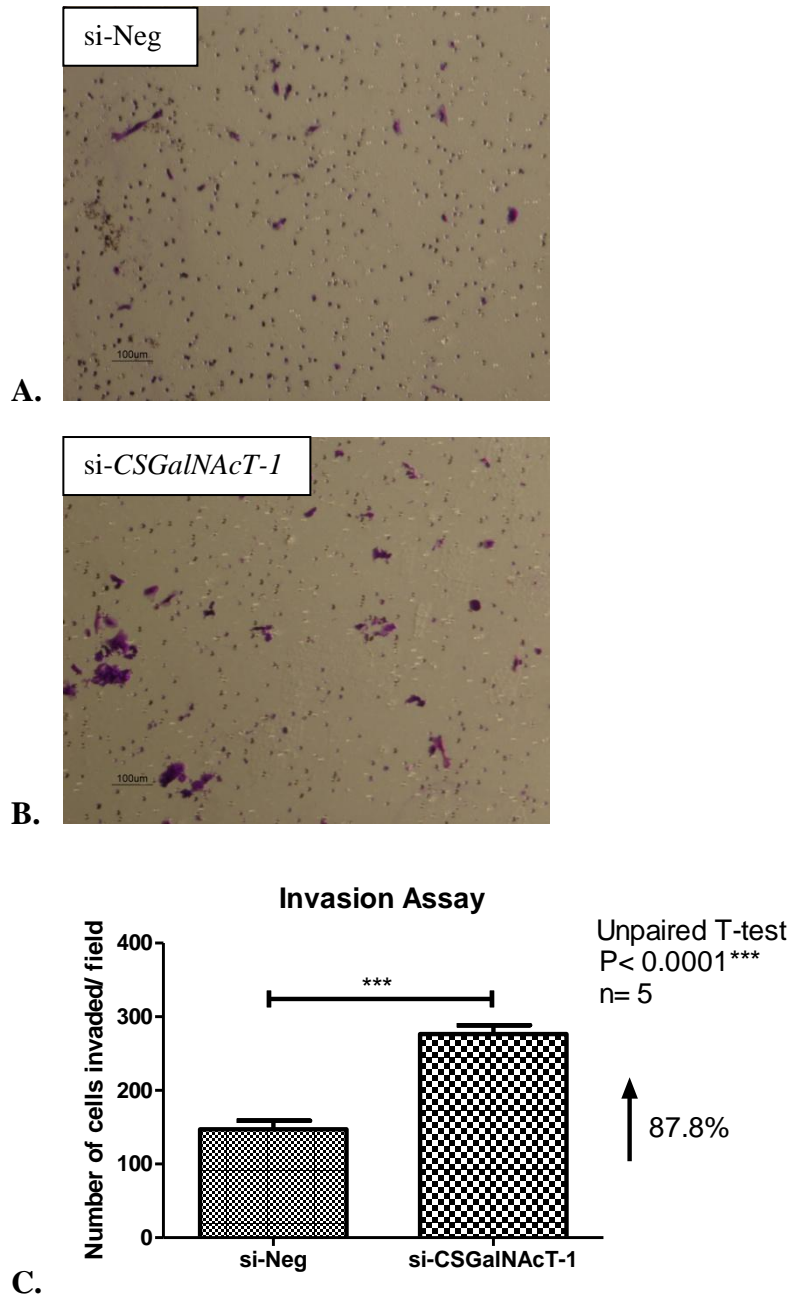 si-Neg
100um
A.
si-CSGalNAcT-1
100um
B.
Invasion Assay
Number of cells invaded/ field
400
300
200
100
0
***
si-Neg
si-CSGalNAcT-1
Unpaired T-test
P< 0.0001***
n= 5
87.8%
C.